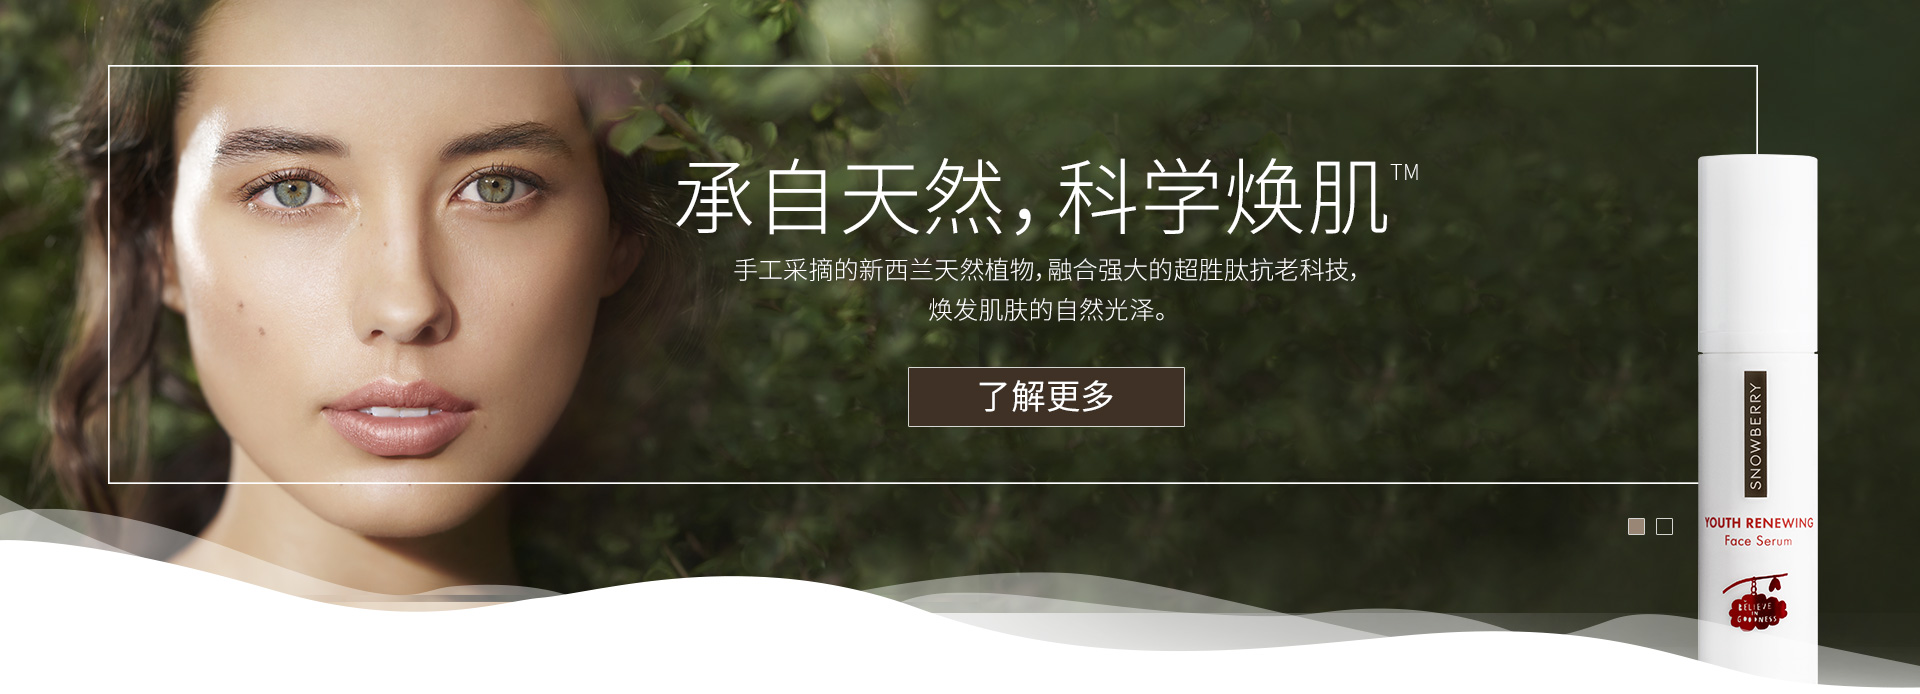 承自天然，科学焕肌™
手工采摘的新西兰天然植物，融合强大的超胜肽抗老科技，
焕发肌肤的自然光泽。
了解更多
SNOWBERRY
YOUTH RENEWING
Face Serum
BELIEVE
IN
GOODNESS